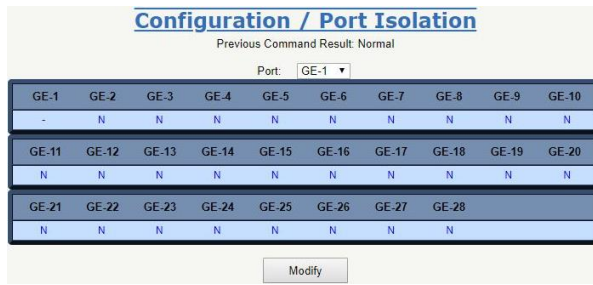 Configuration / Port Isolation
Previous Command Result: Normal
Port: GE-1
GE-1 GE-2 GE-3 GE-4 GE-5 GE-6 GE-7 GE-8 GE-9 GE-10
- N N N N N N N N N
GE-11 GE-12 GE-13 GE-14 GE-15 GE-16 GE-17 GE-18 GE-19 GE-20
N N N N N N N N N N
GE-21 GE-22 GE-23 GE-24 GE-25 GE-26 GE-27 GE-28
N N N N N N N N
Modify